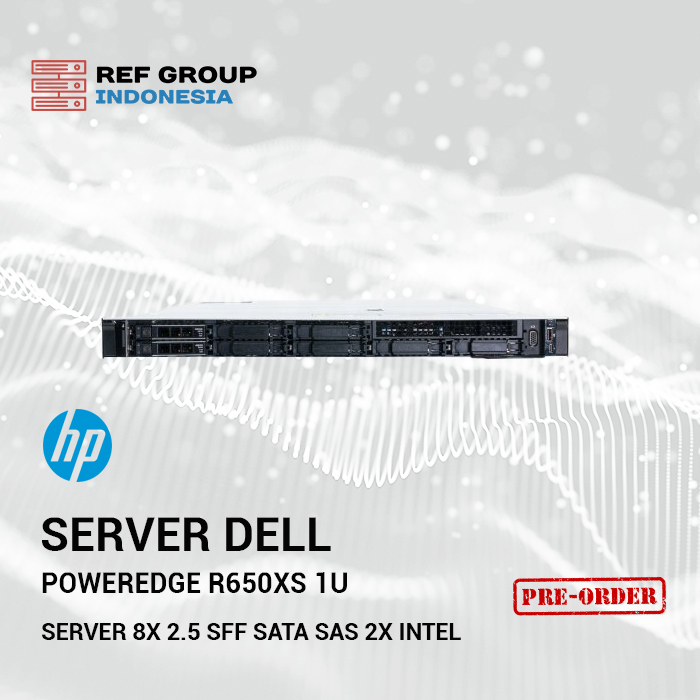 REF GROUP
INDONESIA
hp
SERVER DELL
POWEREDGE R650XS 1U
PRE-ORDER
SERVER 8X 2.5 SFF SATA SAS 2X INTEL